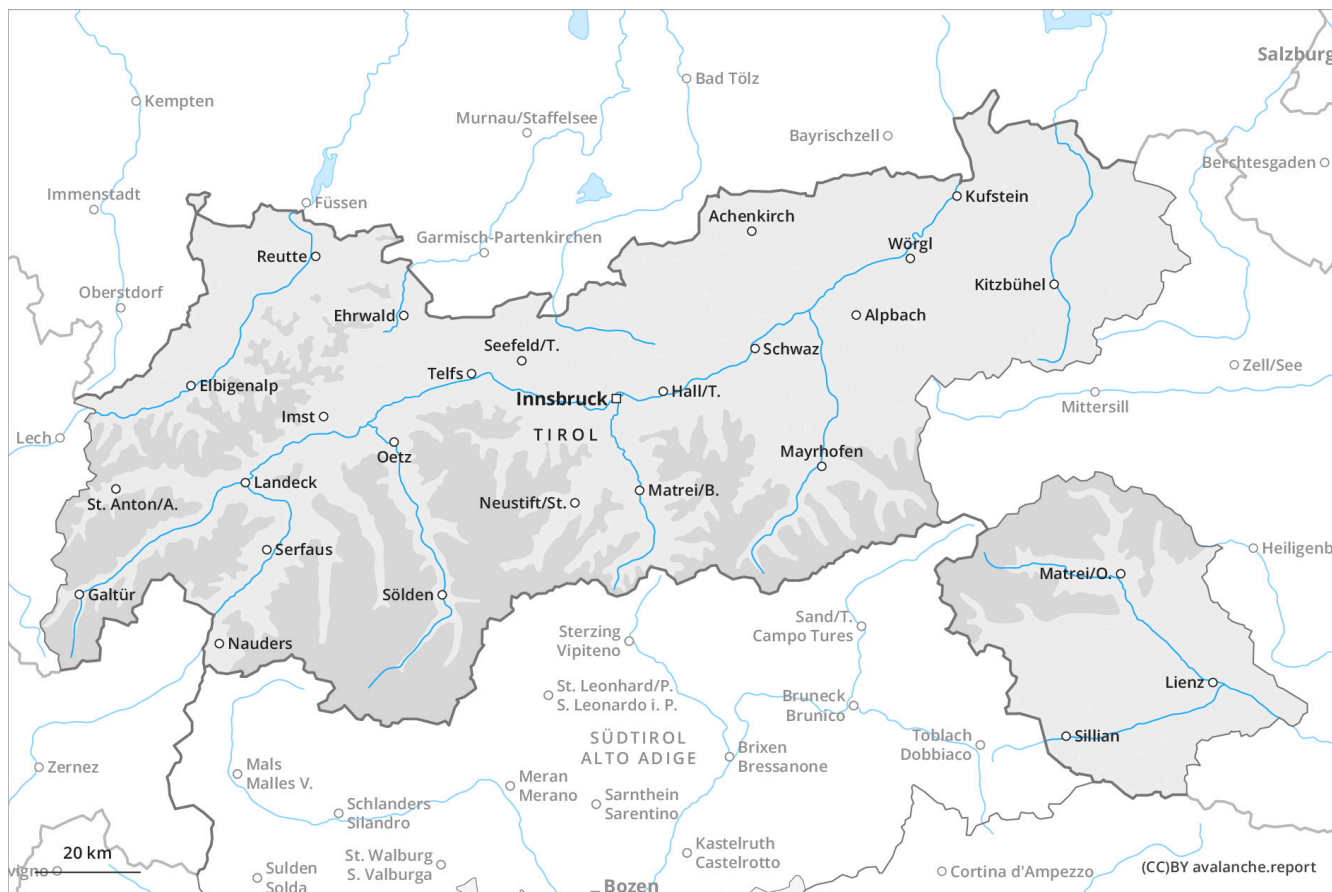 Salzburg
Bad Tölz
Kempten
Murnau/Staffelsee
Bayrischzell
Berchtesgaden
Immenstadt
Füssen
Kufstein
Achenkirch
Garmisch-Partenkirchen
Wörgl
Reutte
Kitzbühel
Oberstdorf
Ehrwald
Alpbach
Seefeld/T.
Schwaz
Zell/See
Telfs
Elbigenalp
Hall/T.
Innsbruck
Mittersill
Imst
TIROL
Lech
Oetz
Mayrhofen
Landeck
St. Anton/A.
Neustift/St.
Matrei/B.
Serfaus
Heiligenb
Matrei/O.
Galtür
Sölden
Sand/T.
Campo Tures
Sterzing
Vipiteno
Nauders
Lienz
St. Leonhard/P.
S. Leonardo i. P.
Bruneck
Brunico
Sillian
SÜDTIROL
ALTO ADIGE
Toblach
Dobbiaco
Brixen
Bressanone
Zernez
Mals
Malles V.
Meran
Merano
Sarnthein
Sarentino
Schlanders
Silandro
Kastelruth
Castelrotto
20 km
St. Walburg
S. Valburga
vigno
Sulden
Solda
Cortina d'Ampezzo
(CC)BY avalanche.report
Bozen